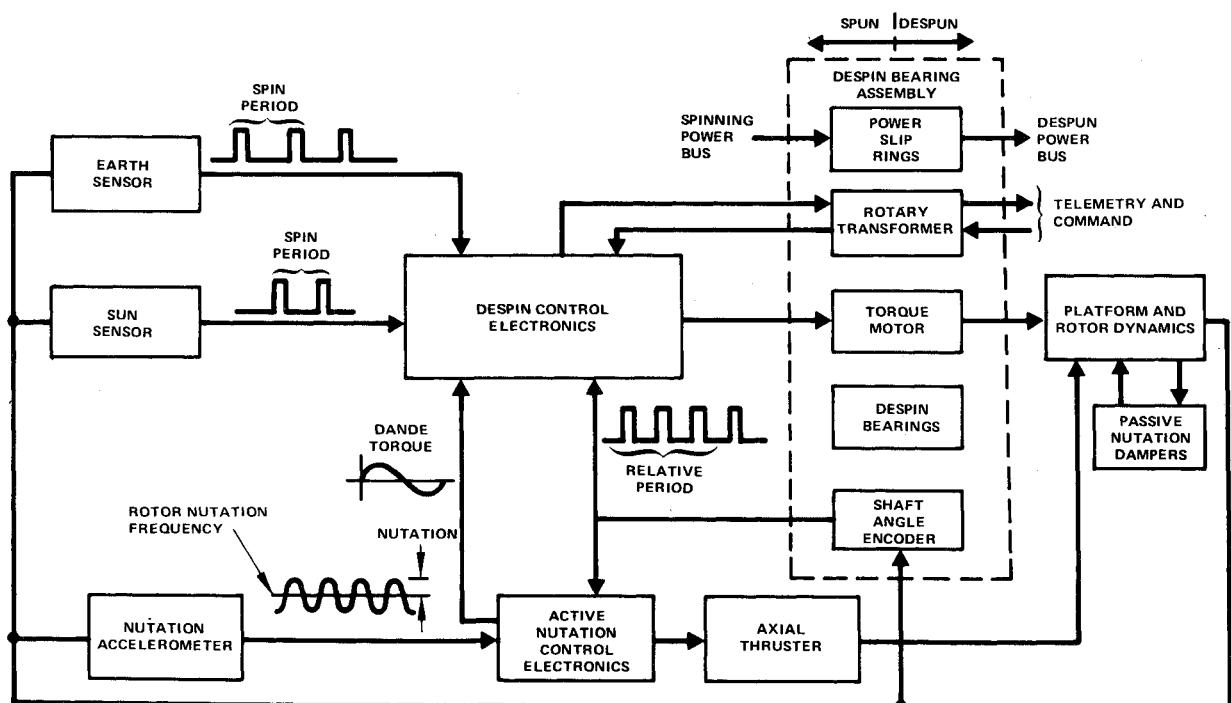 SPUN
DESPUN
DESPIN BEARING
ASSEMBLY
SPIN
PERIOD
EARTH
SENSOR
SPINNING
POWER
BUS
POWER
SLIP
RINGS
DESPUN
POWER
BUS
ROTARY
TRANSFORMER
TELEMETRY AND
COMMAND
SPIN
PERIOD
SUN
SENSOR
DESPIN CONTROL
ELECTRONICS
TORQUE
MOTOR
PLATFORM AND
ROTOR DYNAMICS
DESPIN
BEARINGS
PASSIVE
NUTATION
DAMPERS
DANDE
TORQUE
RELATIVE
PERIOD
SHAFT
ANGLE
ENCODER
ROTOR NUTATION
FREQUENCY
NUTATION
NUTATION
ACCELEROMETER
ACTIVE
NUTATION
CONTROL
ELECTRONICS
AXIAL
THRUSTER